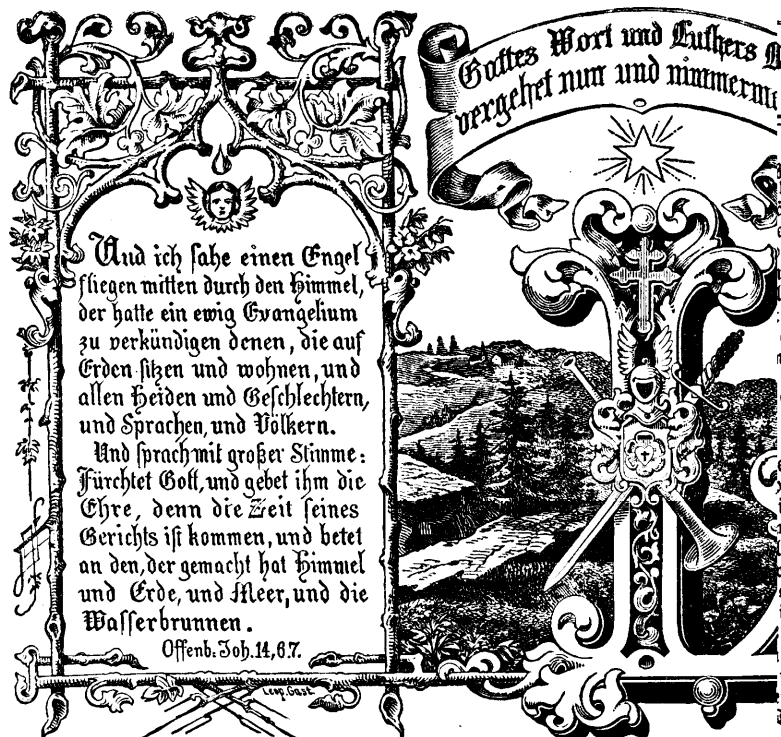 Gottes Wort und Luthers
vergehet nun und nimmerm
Und ich sahe einen Engel
fliegen mitten durch den Himmel,
der hatte ein ewig Evangelium
zu verkündigen denen, die auf
Erden sitzen und wohnen, und
allen Heiden und Geschlechtern,
und Sprachen, und Völkern.
Und sprach mit großer Stimme:
Fürchtet Gott, und gebet ihm die
Ehre, denn die Zeit seines
Gerichts ist kommen, und betet
an den, der gemacht hat Himmel
und Erde, und Meer, und die
Wasserbrunnen.
Offenb. Joh. 14, 6.7.
Leop. Gast.